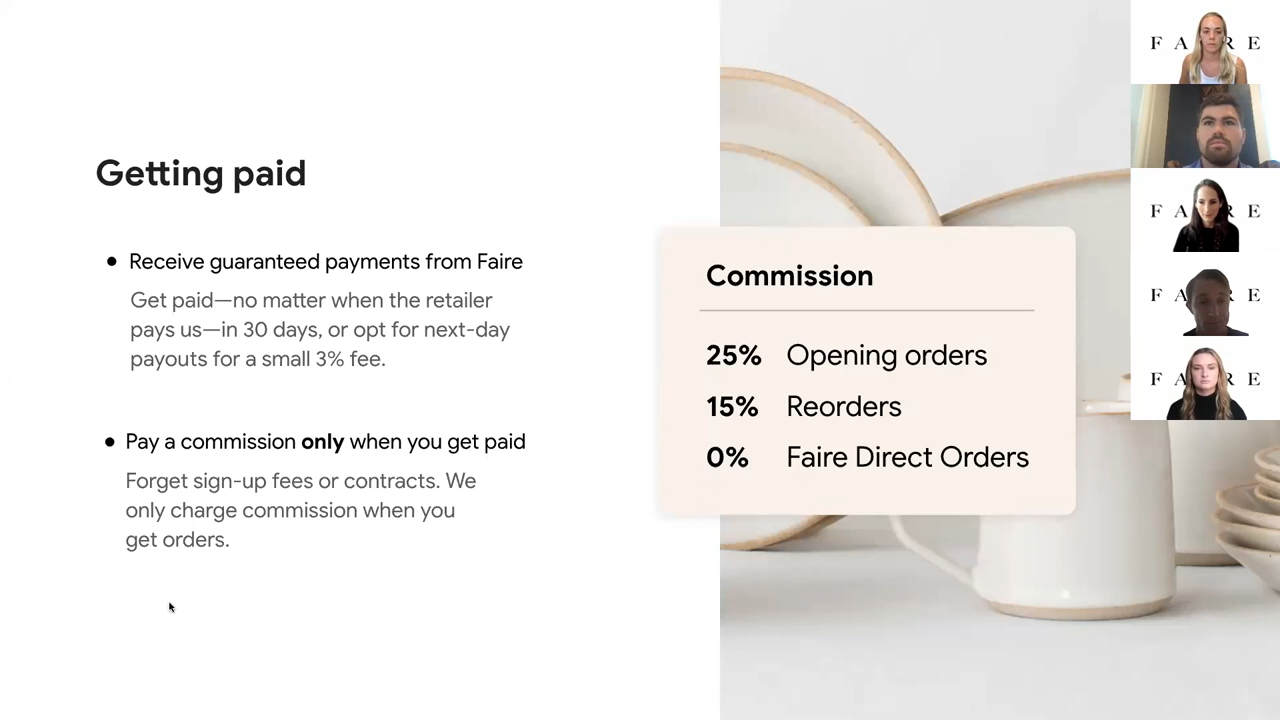 Getting paid
● Receive guaranteed payments from Faire
Get paid—no matter when the retailer
pays us—in 30 days, or opt for next-day
payouts for a small 3% fee.
● Pay a commission only when you get paid
Forget sign-up fees or contracts. We
only charge commission when you
get orders.
Commission
25% Opening orders
15% Reorders
0% Faire Direct Orders
F A R E
F A R E
F A R E
F A R E